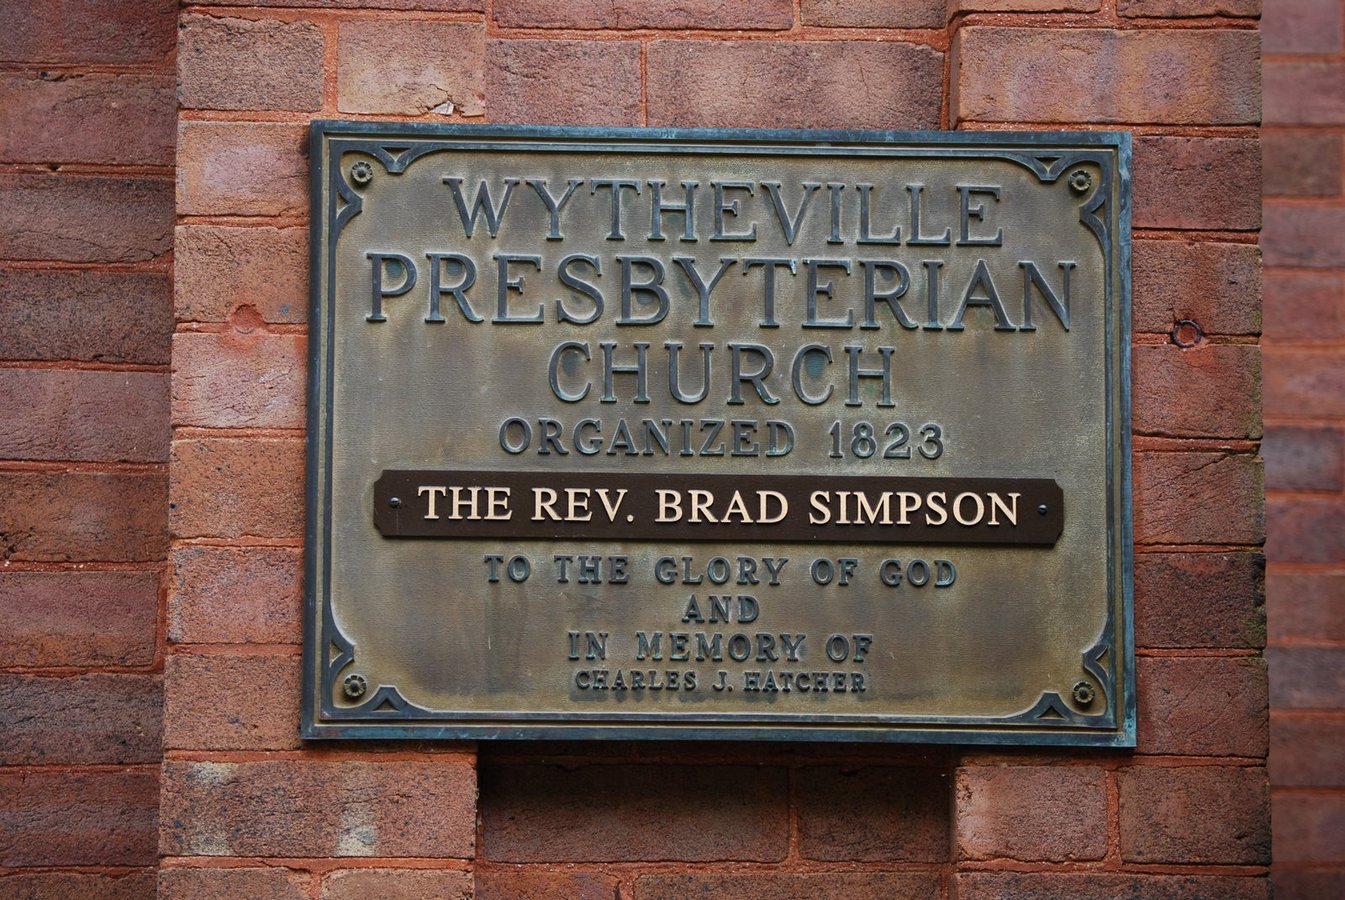 WYTHEVILLE
PRESBYTERIAN
CHURCH
ORGANIZED 1823
THE REV. BRAD SIMPSON
TO THE GLORY OF GOD
AND
IN MEMORY OF
CHARLES J. HATCHER